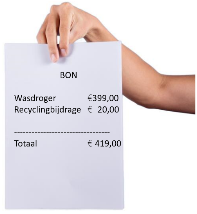 BON
Wasdroger €399,00
Recyclingbijdrage € 20,00
----------------------------------
Totaal € 419,00